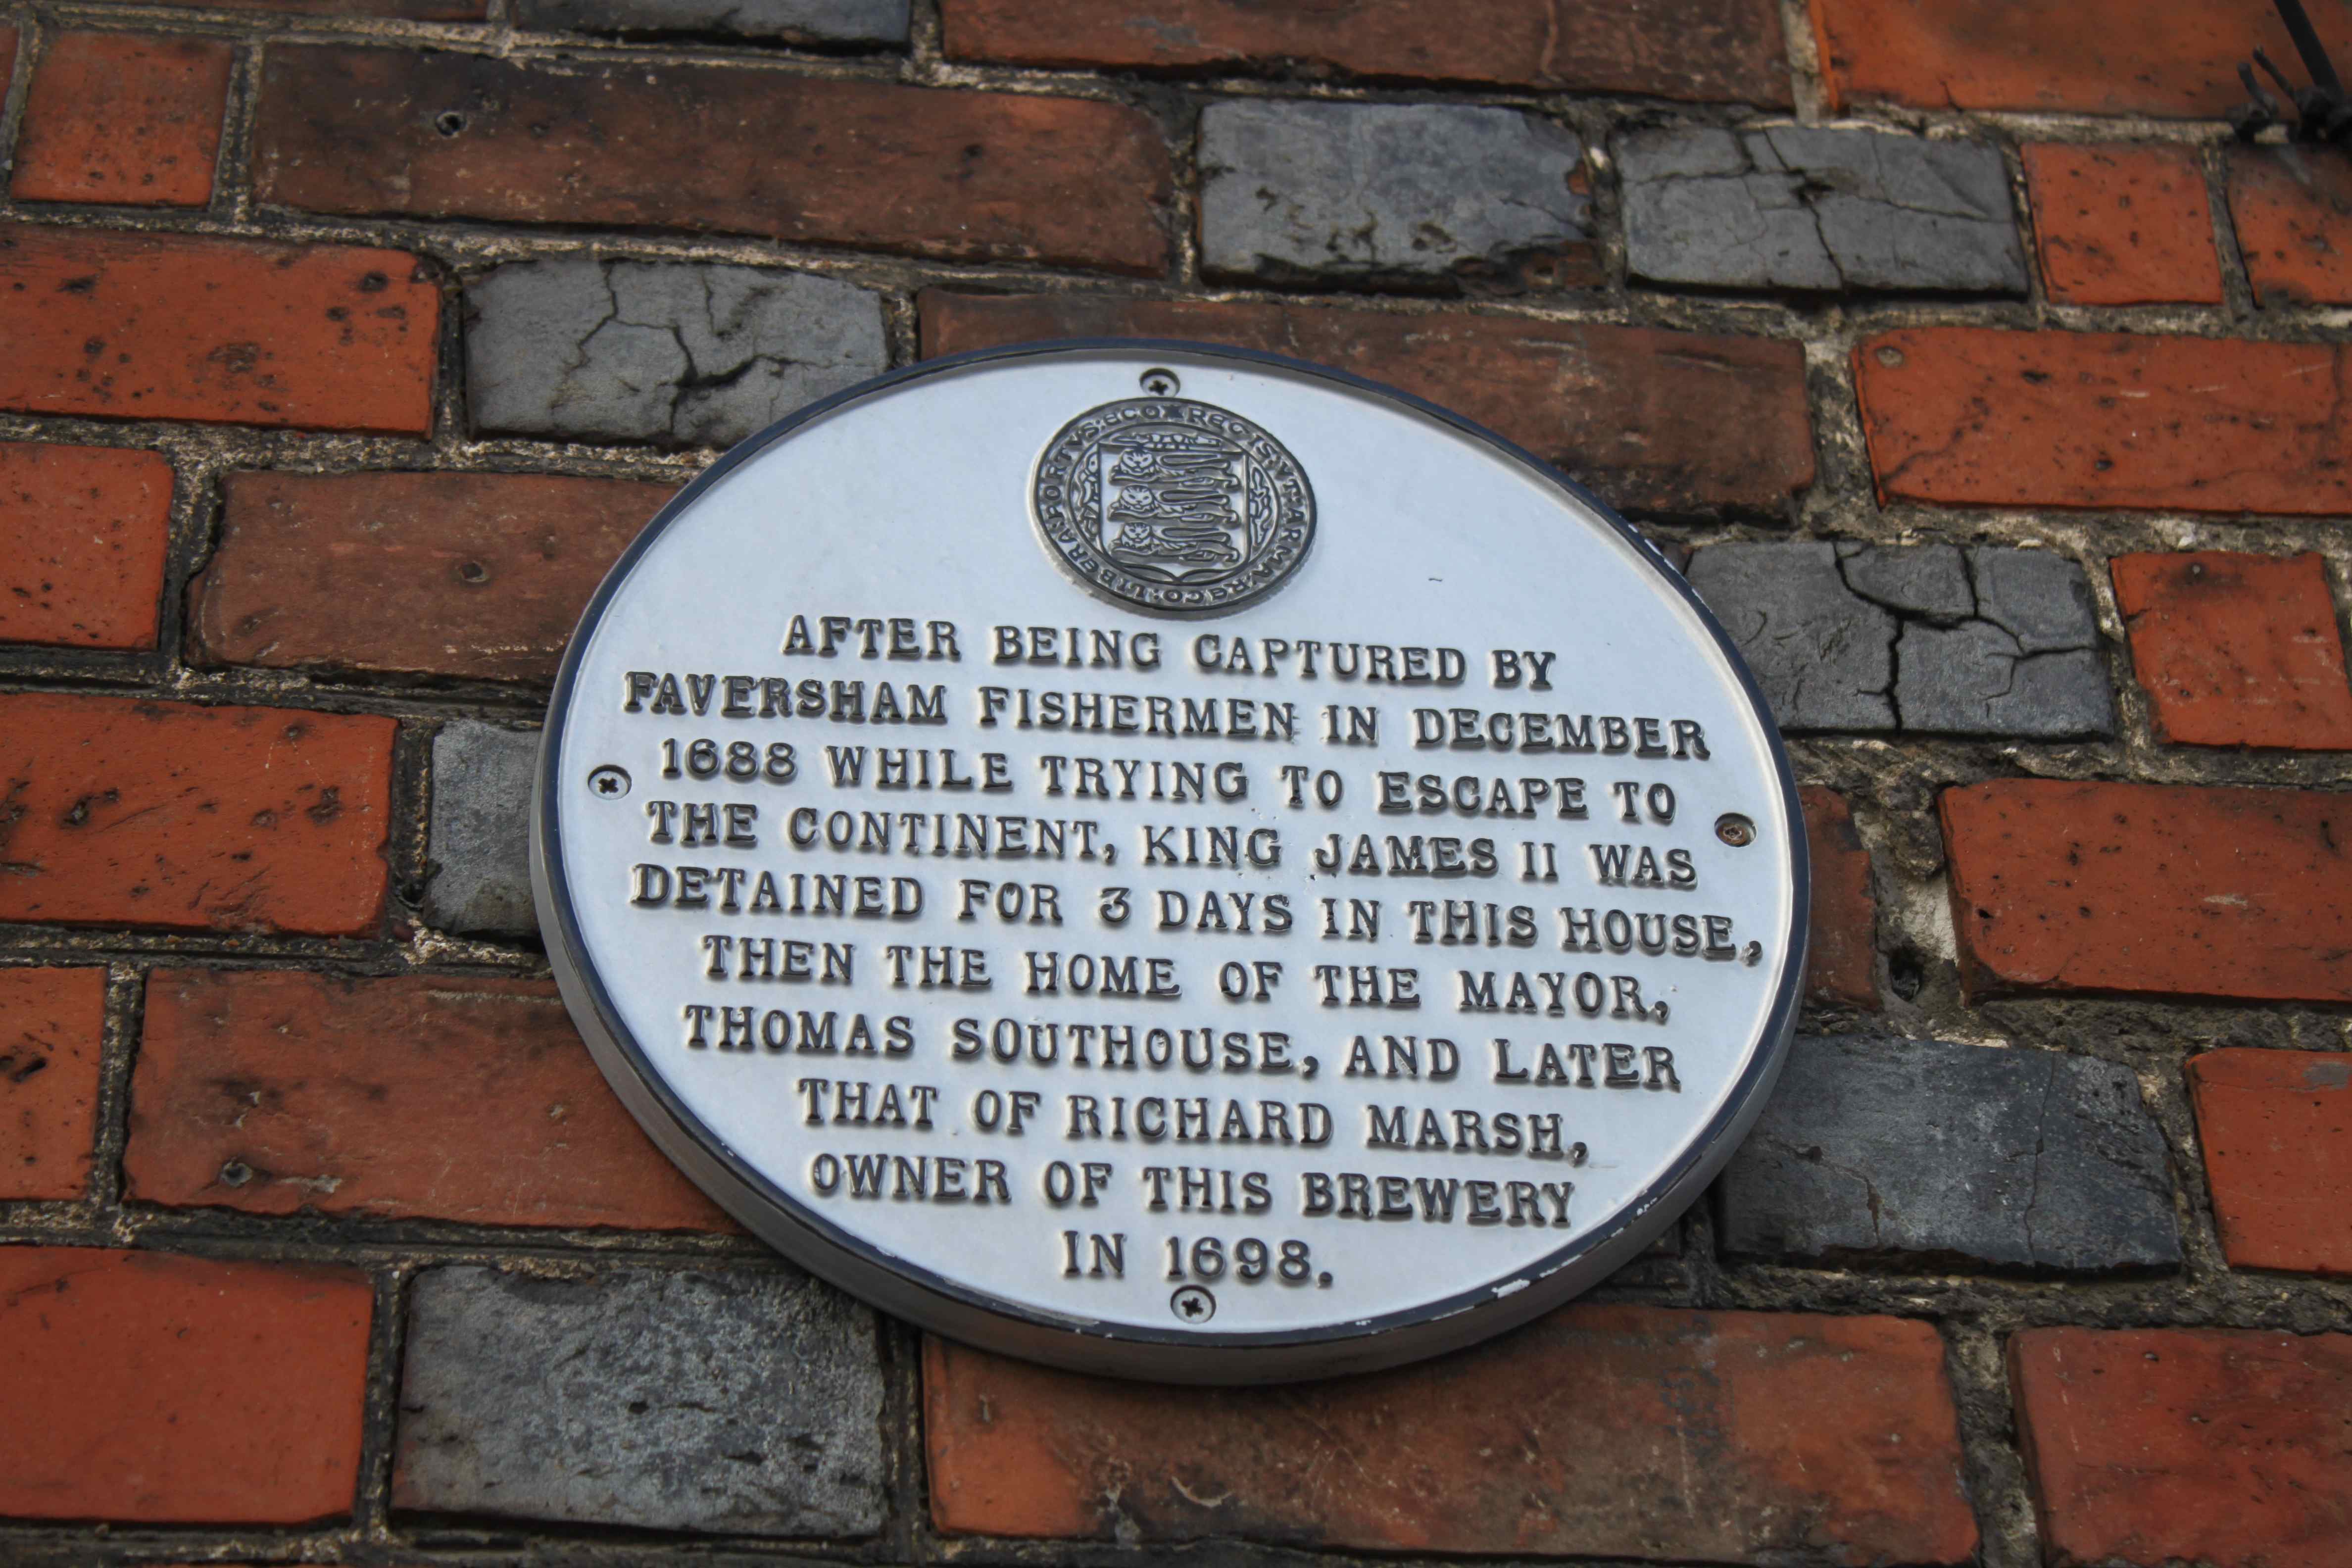 AFTER BEING CAPTURED BY
FAVERSHAM FISHERMEN IN DECEMBER
1688 WHILE TRYING TO ESCAPE TO
THE CONTINENT, KING JAMES II WAS
DETAINED FOR 3 DAYS IN THIS HOUSE,
THEN THE HOME OF THE MAYOR,
THOMAS SOUTHOUSE, AND LATER
THAT OF RICHARD MARSH,
OWNER OF THIS BREWERY
IN 1698.